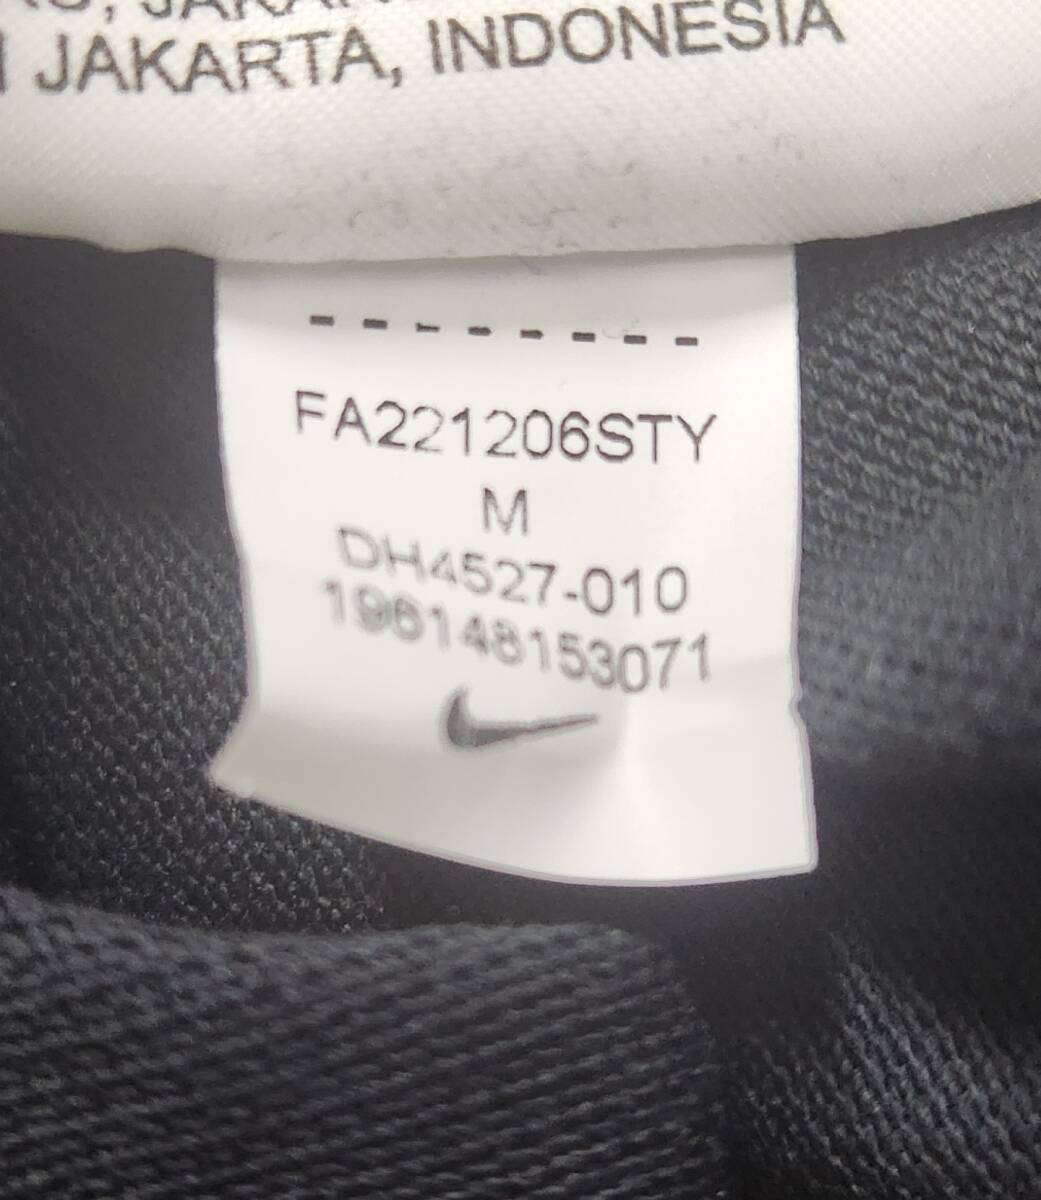 JAKARTA, INDONESIA
--------
FA221206STY
M
DH4527-010
196148153071